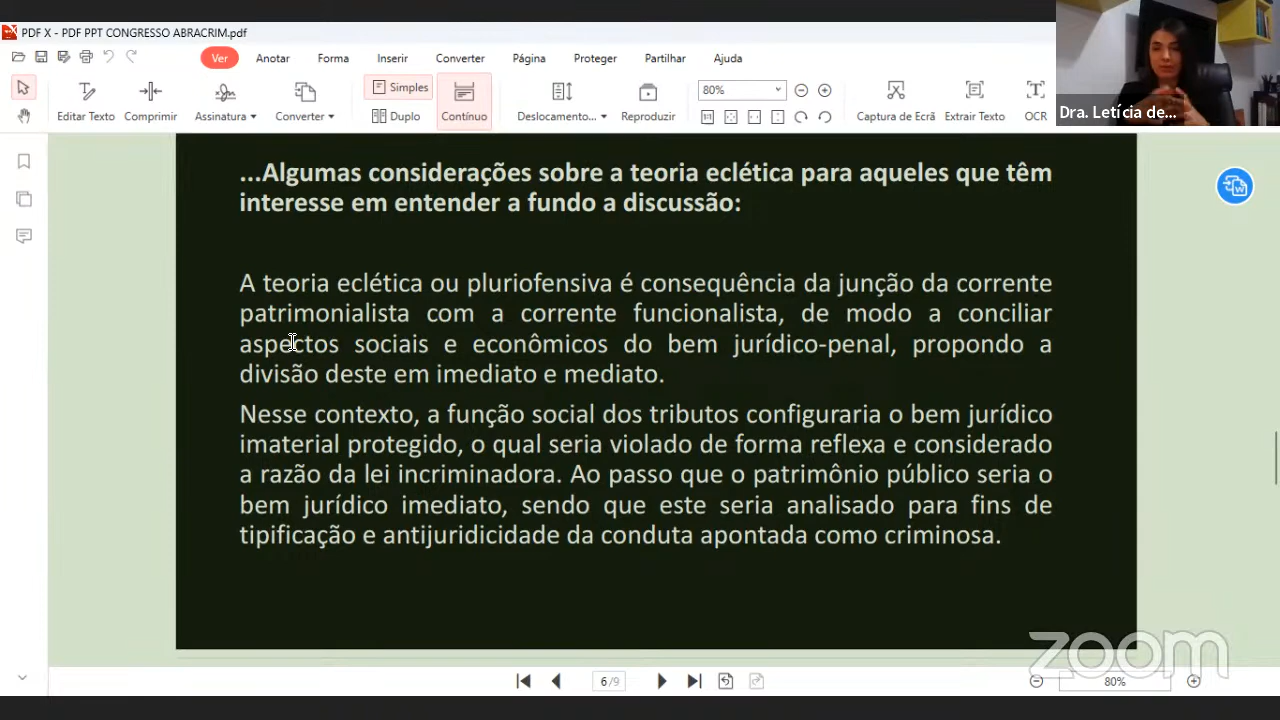 PDF X - PDF PPT CONGRESSO ABRACRIM.pdf
Ver
Anotar
Forma
Inserir
Converter
Página
Proteger
Partilhar
Ajuda
Editar Texto
Comprimir
Assinatura
Converter
Simples
Duplo
Contínuo
Deslocamento...
Reproduzir
80%
Captura de Ecrã
Extrair Texto
OCR
Dra. Letícia de...
...Algumas considerações sobre a teoria eclética para aqueles que têm
interesse em entender a fundo a discussão:
A teoria eclética ou pluriofensiva é consequência da junção da corrente
patrimonialista com a corrente funcionalista, de modo a conciliar
aspectos sociais e econômicos do bem jurídico-penal, propondo a
divisão deste em imediato e mediato.
Nesse contexto, a função social dos tributos configuraria o bem jurídico
imaterial protegido, o qual seria violado de forma reflexa e considerado
a razão da lei incriminadora. Ao passo que o patrimônio público seria o
bem jurídico imediato, sendo que este seria analisado para fins de
tipificação e antijuridicidade da conduta apontada como criminosa.
zoom
6/9
80%